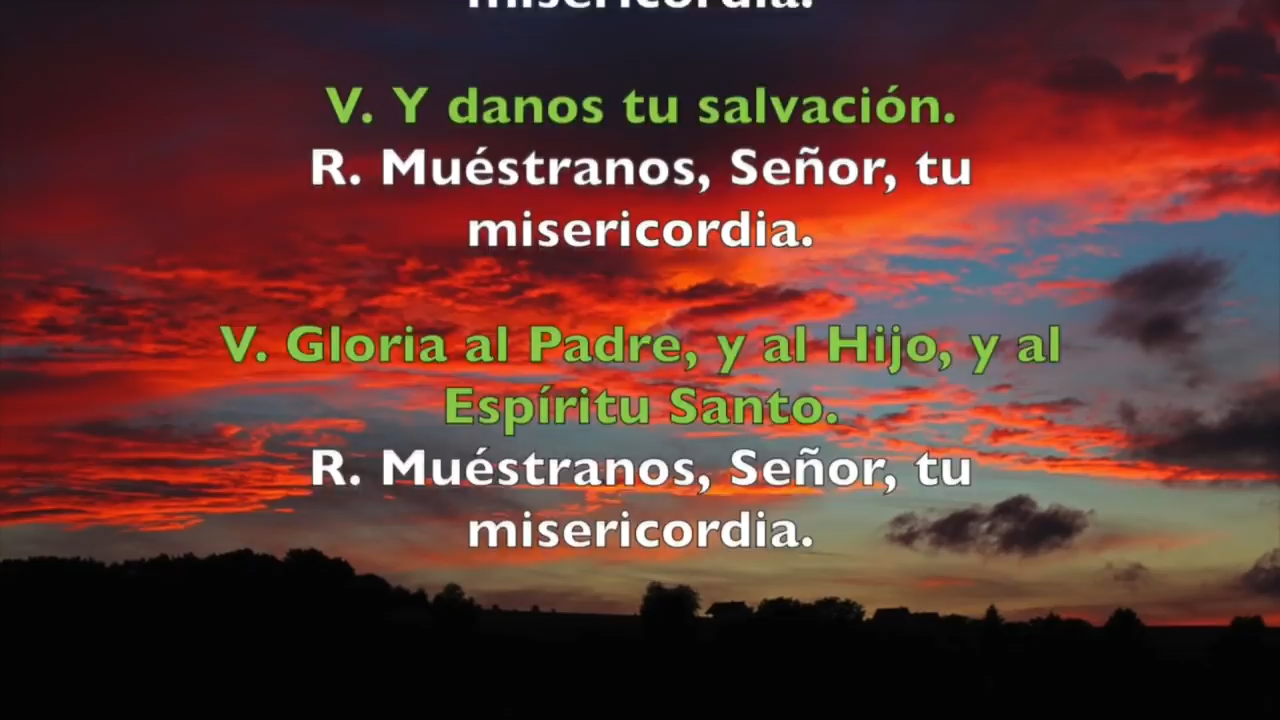 misericordia.
V. Y danos tu salvación.
R. Muéstranos, Señor, tu
misericordia.
V. Gloria al Padre, y al Hijo, y al
Espíritu Santo.
R. Muéstranos, Señor, tu
misericordia.